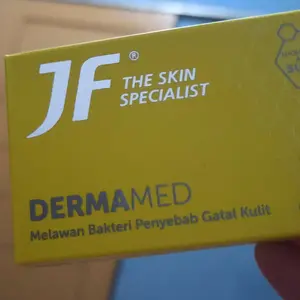 JF®
THE SKIN
SPECIALIST
DERMAMED
Melawan Bakteri Penyebab Gatal Kulit